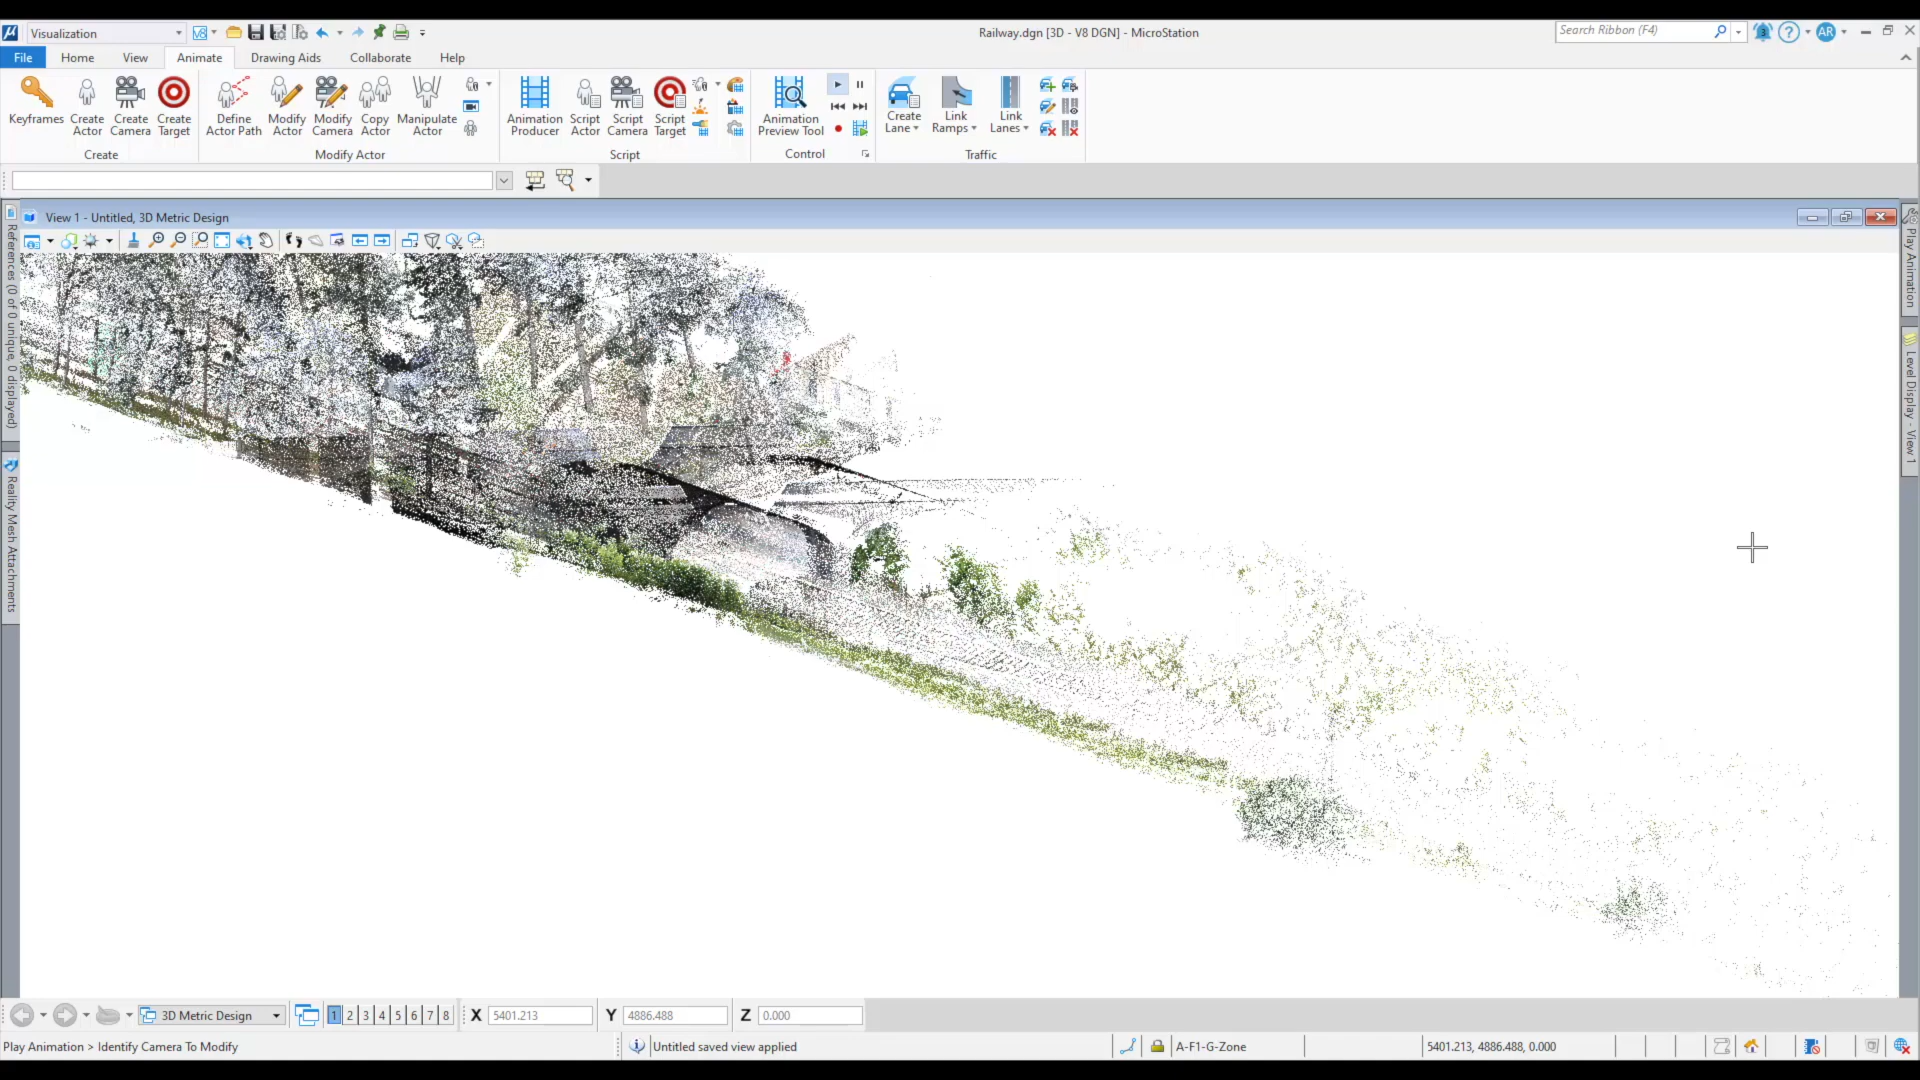 Visualization
Railway.dgn [3D - V8 DGN] - MicroStation
Search Ribbon (F4)
AR
File Home View Animate Drawing Aids Collaborate Help
Keyframes
Create Actor
Create Camera
Create Target
Create
Define Actor Path
Modify Actor
Modify Camera
Copy Actor
Manipulate Actor
Modify Actor
Animation Producer
Script Actor
Script Camera
Script Target
Script
Animation Preview Tool
Control
Create Lane
Link Ramps
Link Lanes
Traffic
View 1 - Untitled, 3D Metric Design
References (0 of 0 unique, 0 displayed)
Reality Mesh Attachments
Play Animation
Level Display - View 1
3D Metric Design
1 2 3 4 5 6 7 8
X 5401.213
Y 4886.488
Z 0.000
Play Animation > Identify Camera To Modify
Untitled saved view applied
A-F1-G-Zone
5401.213, 4886.488, 0.000